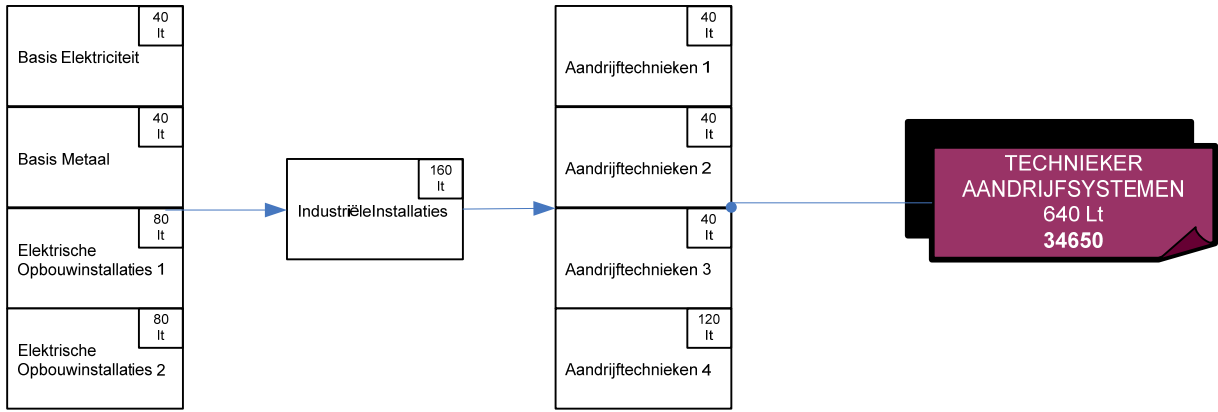 40
lt
Basis Elektriciteit
40
lt
Basis Metaal
80
lt
Elektrische
Opbouwinstallaties 1
80
lt
Elektrische
Opbouwinstallaties 2
160
lt
IndustriëleInstallaties
40
lt
Aandrijftechnieken 1
40
lt
Aandrijftechnieken 2
40
lt
Aandrijftechnieken 3
120
lt
Aandrijftechnieken 4
TECHNIEKER
AANDRIJFSYSTEMEN
640 Lt
34650